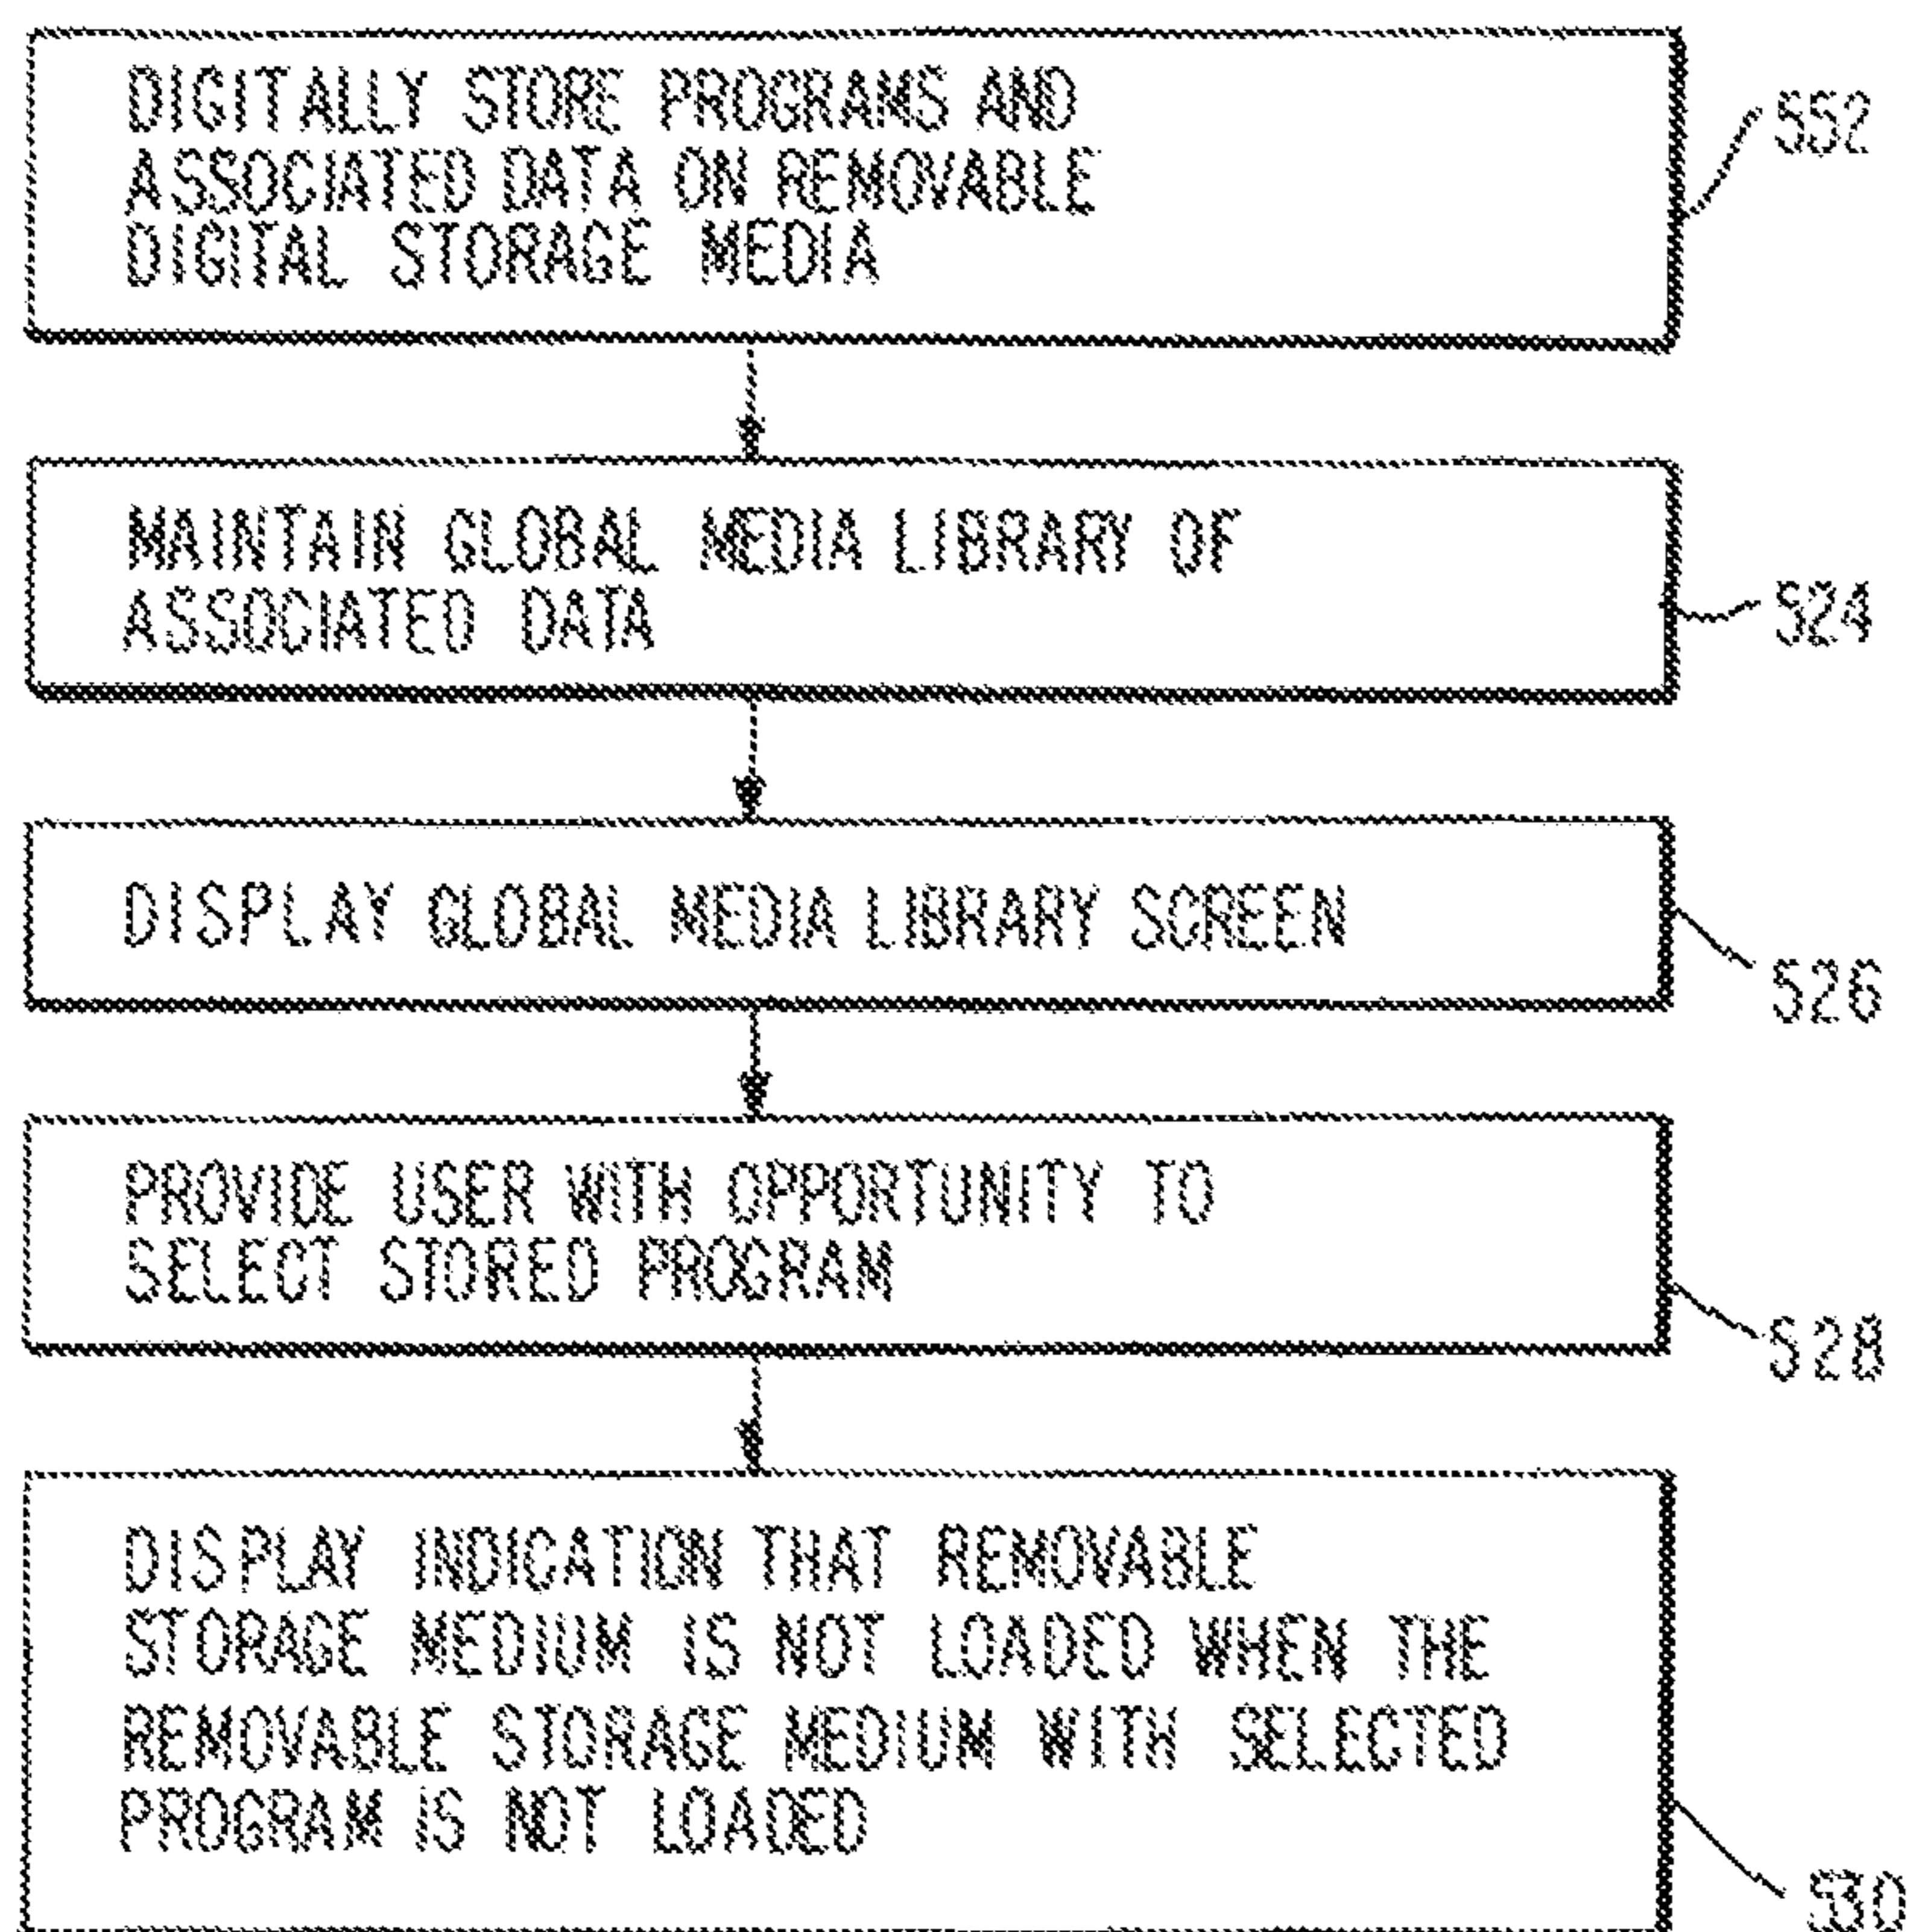 DIGITALLY STORE PROGRAMS AND
ASSOCIATED DATA ON REMOVABLE
DIGITAL STORAGE MEDIA
552
MAINTAIN GLOBAL MEDIA LIBRARY OF
ASSOCIATED DATA
524
DISPLAY GLOBAL MEDIA LIBRARY SCREEN
526
PROVIDE USER WITH OPPORTUNITY TO
SELECT STORED PROGRAM
528
DISPLAY INDICATION THAT REMOVABLE
STORAGE MEDIUM IS NOT LOADED WHEN THE
REMOVABLE STORAGE MEDIUM WITH SELECTED
PROGRAM IS NOT LOADED
530